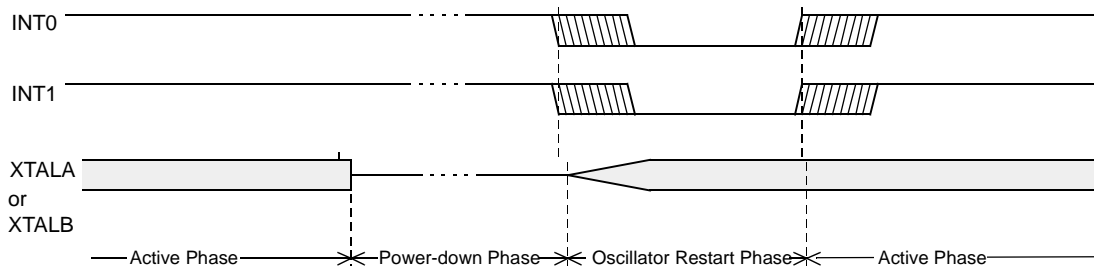 INT0
INT1
XTALA
or
XTALB
Active Phase
Power-down Phase
Oscillator Restart Phase
Active Phase